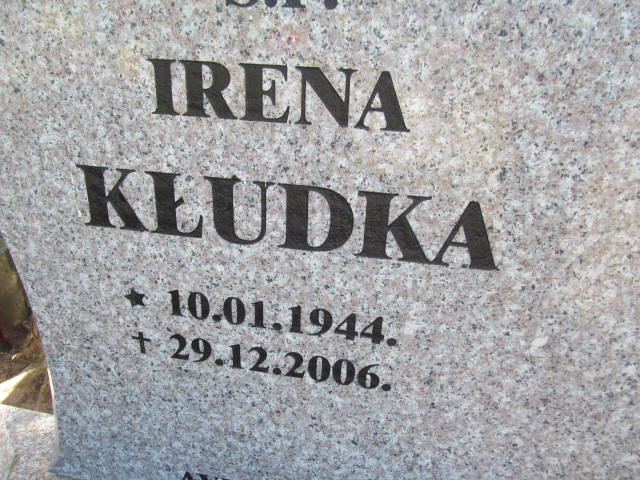 IRENA
KŁUDKA
★ 10.01.1944.
✝ 29.12.2006.